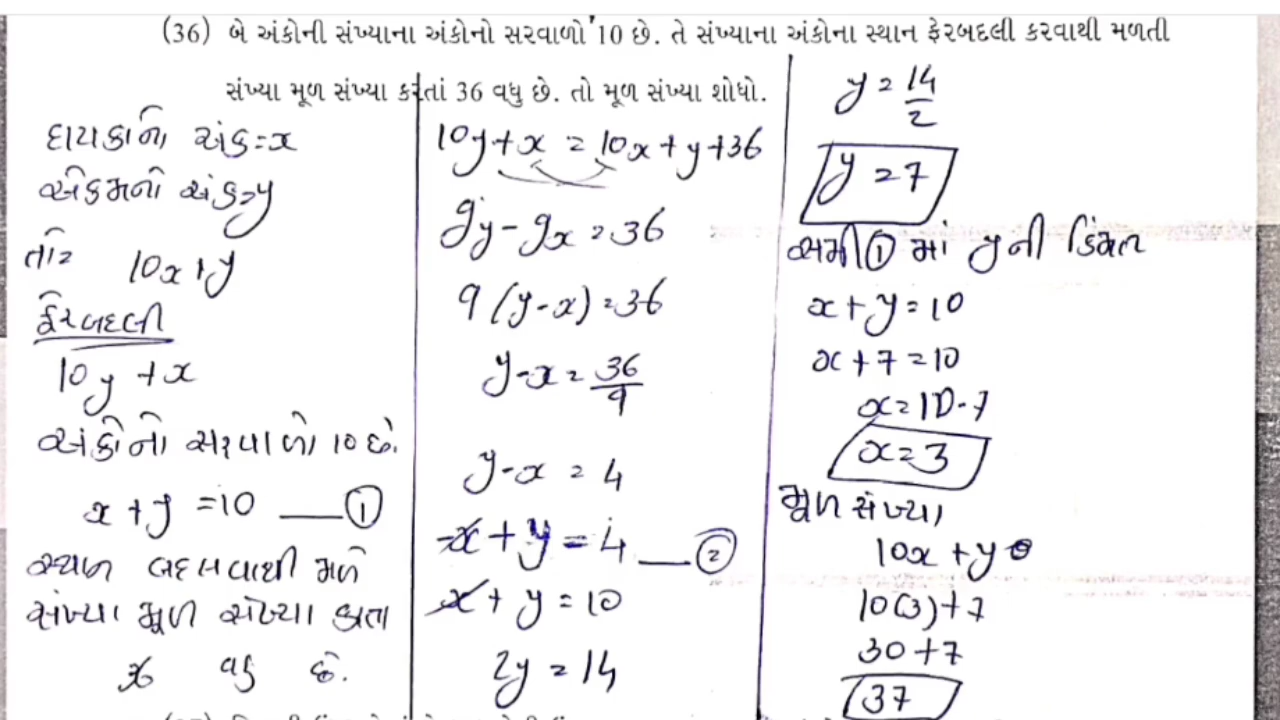 (36) બે અંકોની સંખ્યાના અંકોનો સરવાળો 10 છે. તે સંખ્યાના અંકોના સ્થાન ફેરબદલી કરવાથી મળતી
સંખ્યા મૂળ સંખ્યા કરતાં 36 વધુ છે. તો મૂળ સંખ્યા શોધો.
દાયકાનો અંક = x
એકમનો અંક = y
10x + y
ફેરબદલી
10y + x
અંકોનો સરવાળો 10 છે.
x + y = 10 ——①
સ્થાન બદલવાથી મળે
સંખ્યા મૂળ સંખ્યા કરતા
36 વધુ છે.
10y + x = 10x + y + 36
9y - 9x = 36
9 (y - x) = 36
y - x = 36/9
y - x = 4
-x + y = 4 ——②
x + y = 10
2y = 14
y = 14/2
y = 7
સમી ① માં y ની કિંમત
x + y = 10
x + 7 = 10
x = 10 - 7
x = 3
મૂળ સંખ્યા
10x + y
10(3) + 7
30 + 7
37